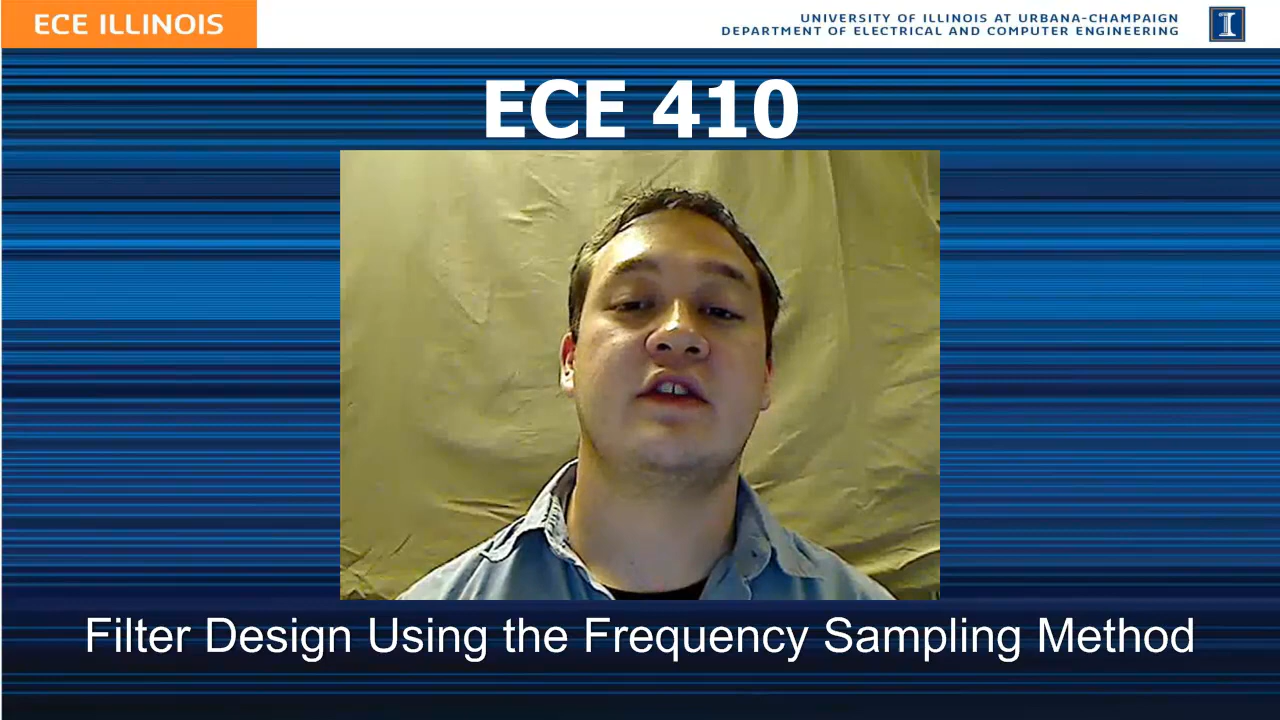 ECE ILLINOIS
UNIVERSITY OF ILLINOIS AT URBANA-CHAMPAIGN
DEPARTMENT OF ELECTRICAL AND COMPUTER ENGINEERING
I
ECE 410
Filter Design Using the Frequency Sampling Method